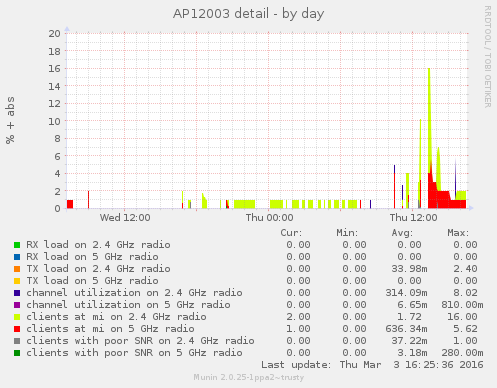 AP12003 detail - by day
RRDTOOL / TOBI OETIKER
% + abs
20
18
16
14
12
10
8
6
4
2
0
Wed 12:00 Thu 00:00 Thu 12:00
Cur: Min: Avg: Max:
RX load on 2.4 GHz radio 0.00 0.00 0.00 0.00
RX load on 5 GHz radio 0.00 0.00 0.00 0.00
TX load on 2.4 GHz radio 0.00 0.00 33.98m 2.40
TX load on 5 GHz radio 0.00 0.00 0.00 0.00
channel utilization on 2.4 GHz radio 0.00 0.00 314.09m 8.02
channel utilization on 5 GHz radio 0.00 0.00 6.65m 810.00m
clients at mi on 2.4 GHz radio 2.00 0.00 1.72 16.00
clients at mi on 5 GHz radio 1.00 0.00 636.34m 5.62
clients with poor SNR on 2.4 GHz radio 0.00 0.00 37.22m 1.00
clients with poor SNR on 5 GHz radio 0.00 0.00 3.18m 280.00m
Last update: Thu Mar 3 16:25:36 2016
Munin 2.0.25-1ppa2~trusty